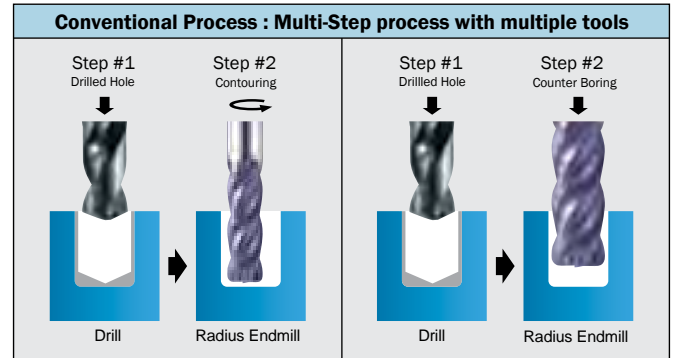 Conventional Process : Multi-Step process with multiple tools
Step #1
Drilled Hole
Step #2
Contouring
Drill
Radius Endmill
Step #1
Drillled Hole
Step #2
Counter Boring
Drill
Radius Endmill